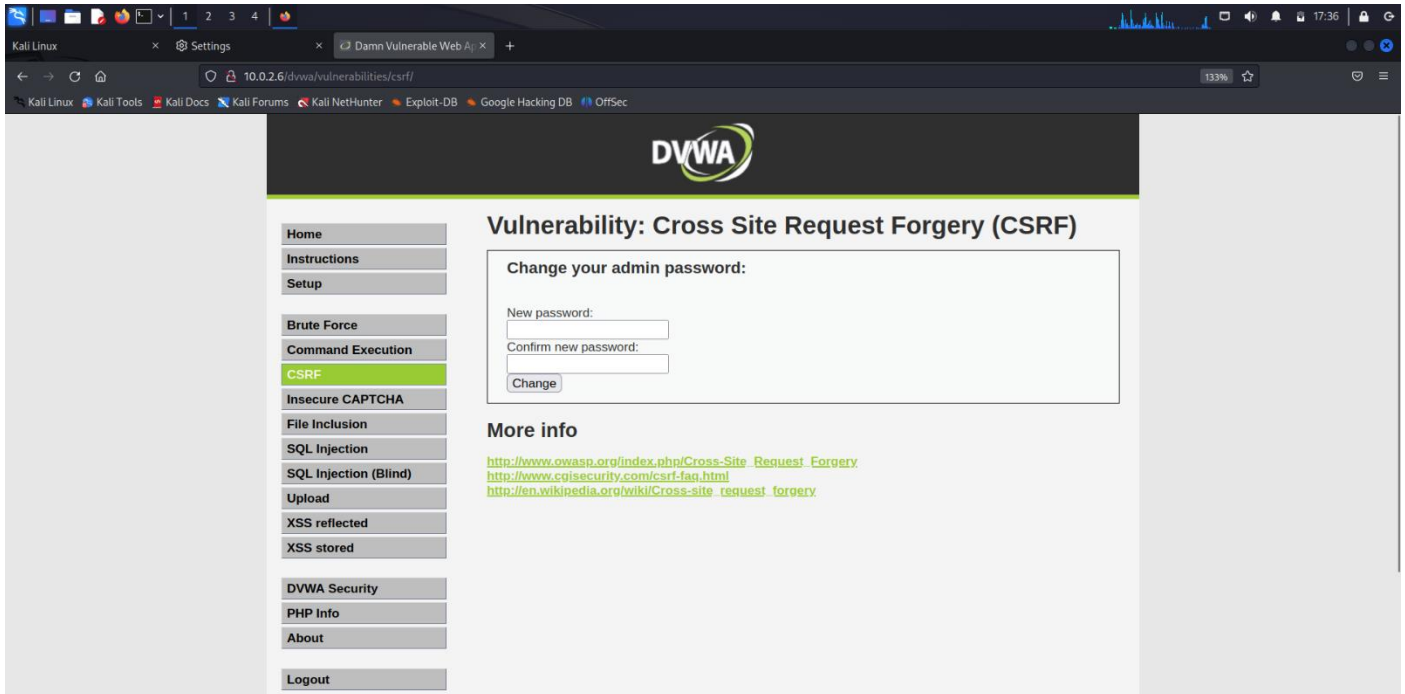 1 2 3 4
17:36
Kali Linux
Settings
Damn Vulnerable Web Ap
10.0.2.6/dvwa/vulnerabilities/csrf/
133%
Kali Linux Kali Tools Kali Docs Kali Forums Kali NetHunter Exploit-DB Google Hacking DB OffSec
DVWA
Home
Instructions
Setup
Brute Force
Command Execution
CSRF
Insecure CAPTCHA
File Inclusion
SQL Injection
SQL Injection (Blind)
Upload
XSS reflected
XSS stored
DVWA Security
PHP Info
About
Logout
Vulnerability: Cross Site Request Forgery (CSRF)
Change your admin password:
New password:
Confirm new password:
Change
More info
http://www.owasp.org/index.php/Cross-Site_Request_Forgery
http://www.cgisecurity.com/csrf-faq.html
http://en.wikipedia.org/wiki/Cross-site_request_forgery